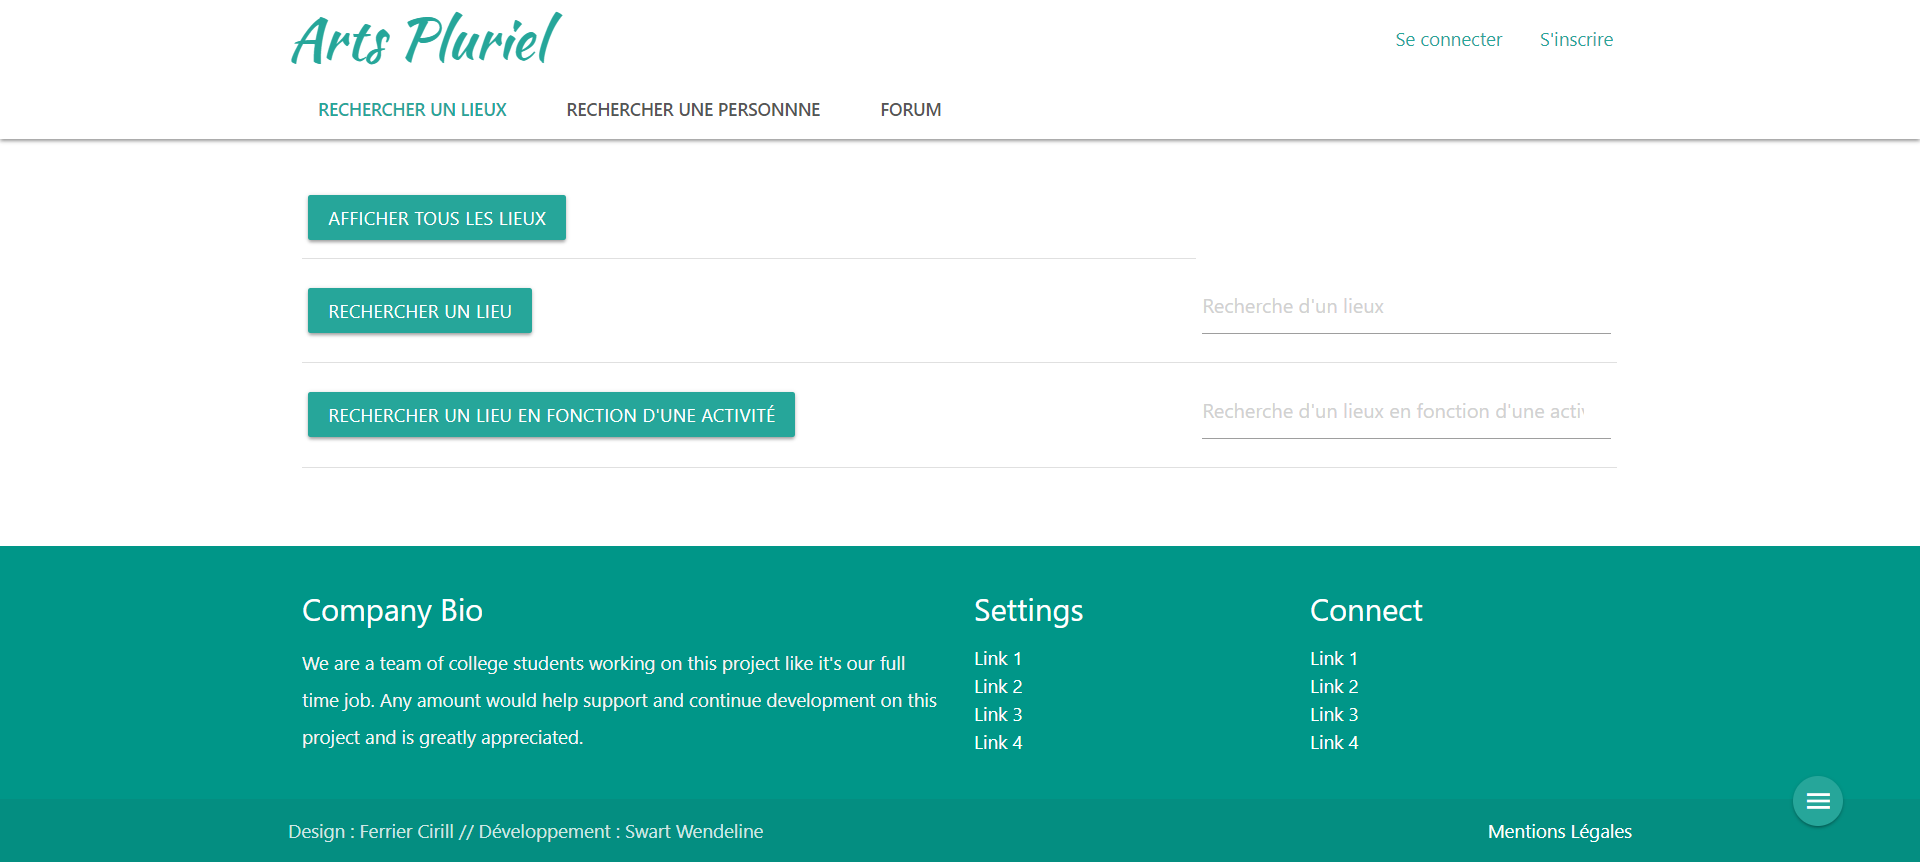 Arts Pluriel
Se connecter
S'inscrire
RECHERCHER UN LIEUX
RECHERCHER UNE PERSONNNE
FORUM
AFFICHER TOUS LES LIEUX
RECHERCHER UN LIEU
Recherche d'un lieux
RECHERCHER UN LIEU EN FONCTION D'UNE ACTIVITÉ
Recherche d'un lieux en fonction d'une activ
Company Bio
We are a team of college students working on this project like it's our full
time job. Any amount would help support and continue development on this
project and is greatly appreciated.
Settings
Link 1
Link 2
Link 3
Link 4
Connect
Link 1
Link 2
Link 3
Link 4
Design : Ferrier Cirill // Développement : Swart Wendeline
Mentions Légales